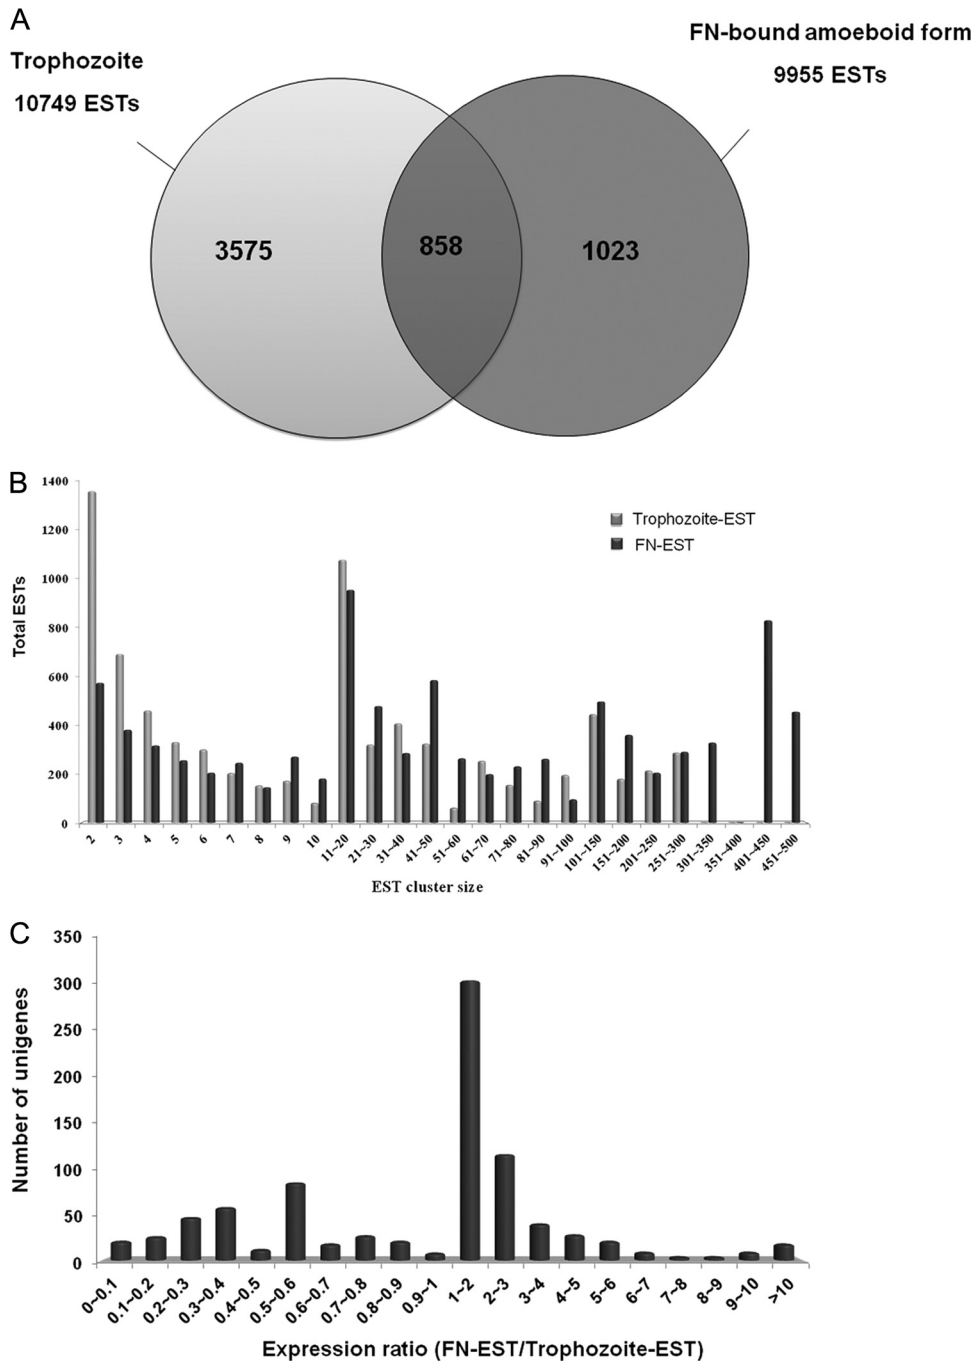 A
Trophozoite
10749 ESTs
FN-bound amoeboid form
9955 ESTs
3575
858
1023
B
Total ESTs
1400
1200
1000
800
600
400
200
0
Trophozoite-EST
FN-EST
2 3 4 5 6 7 8 9 10 11~20 21~30 31~40 41~50 51~60 61~70 71~80 81~90 91~100 101~150 151~200 201~250 251~300 301~350 351~400 401~450 451~500
EST cluster size
C
Number of unigenes
350
300
250
200
150
100
50
0
0~0.1 0.1~0.2 0.2~0.3 0.3~0.4 0.4~0.5 0.5~0.6 0.6~0.7 0.7~0.8 0.8~0.9 0.9~1 1~2 2~3 3~4 4~5 5~6 6~7 7~8 8~9 9~10 >10
Expression ratio (FN-EST/Trophozoite-EST)